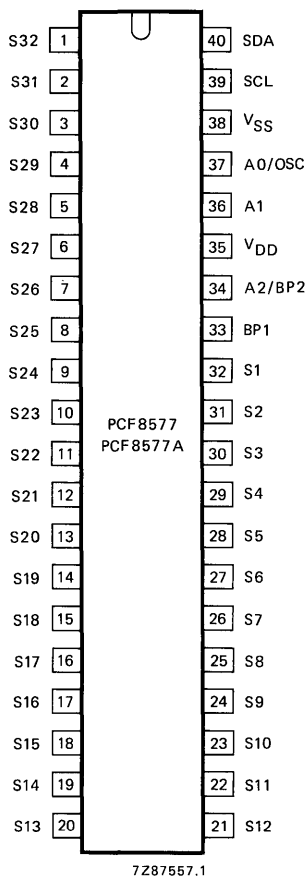 S32 1 40 SDA
S31 2 39 SCL
S30 3 38 VSS
S29 4 37 A0/OSC
S28 5 36 A1
S27 6 35 VDD
S26 7 34 A2/BP2
S25 8 33 BP1
S24 9 32 S1
S23 10 31 S2
PCF8577
S22 11 30 S3
PCF8577A
S21 12 29 S4
S20 13 28 S5
S19 14 27 S6
S18 15 26 S7
S17 16 25 S8
S16 17 24 S9
S15 18 23 S10
S14 19 22 S11
S13 20 21 S12
7Z87557.1